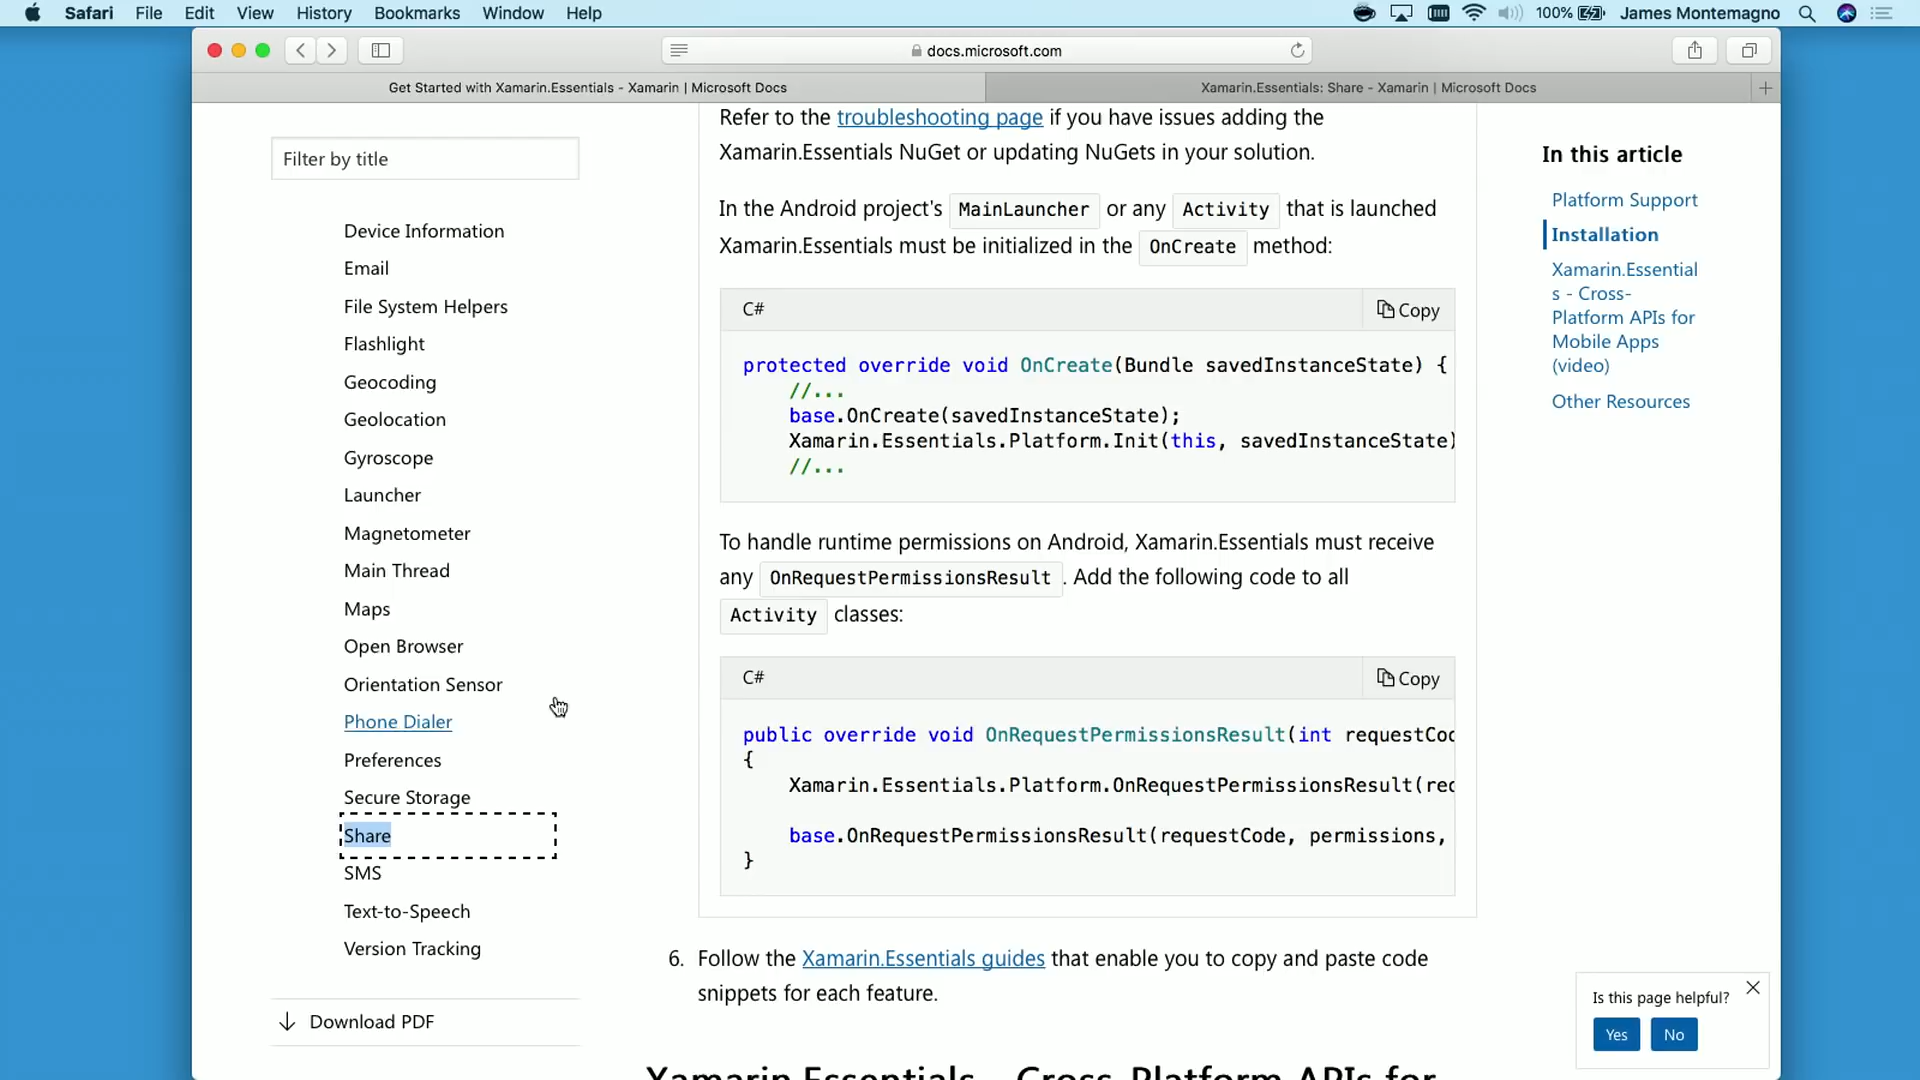 Safari File Edit View History Bookmarks Window Help 100% James Montemagno
docs.microsoft.com
Get Started with Xamarin.Essentials - Xamarin | Microsoft Docs
Xamarin.Essentials: Share - Xamarin | Microsoft Docs
Filter by title
Device Information
Email
File System Helpers
Flashlight
Geocoding
Geolocation
Gyroscope
Launcher
Magnetometer
Main Thread
Maps
Open Browser
Orientation Sensor
Phone Dialer
Preferences
Secure Storage
Share
SMS
Text-to-Speech
Version Tracking
Download PDF
Refer to the troubleshooting page if you have issues adding the
Xamarin.Essentials NuGet or updating NuGets in your solution.
In the Android project's MainLauncher or any Activity that is launched
Xamarin.Essentials must be initialized in the OnCreate method:
C# Copy
protected override void OnCreate(Bundle savedInstanceState) {
//...
base.OnCreate(savedInstanceState);
Xamarin.Essentials.Platform.Init(this, savedInstanceState)
//...
To handle runtime permissions on Android, Xamarin.Essentials must receive
any OnRequestPermissionsResult . Add the following code to all
Activity classes:
C# Copy
public override void OnRequestPermissionsResult(int requestCod
{
Xamarin.Essentials.Platform.OnRequestPermissionsResult(rec
base.OnRequestPermissionsResult(requestCode, permissions,
}
6. Follow the Xamarin.Essentials guides that enable you to copy and paste code
snippets for each feature.
Xamarin.Essentials - Cross-Platform APIs for
In this article
Platform Support
Installation
Xamarin.Essential
s - Cross-
Platform APIs for
Mobile Apps
(video)
Other Resources
Is this page helpful?
Yes No